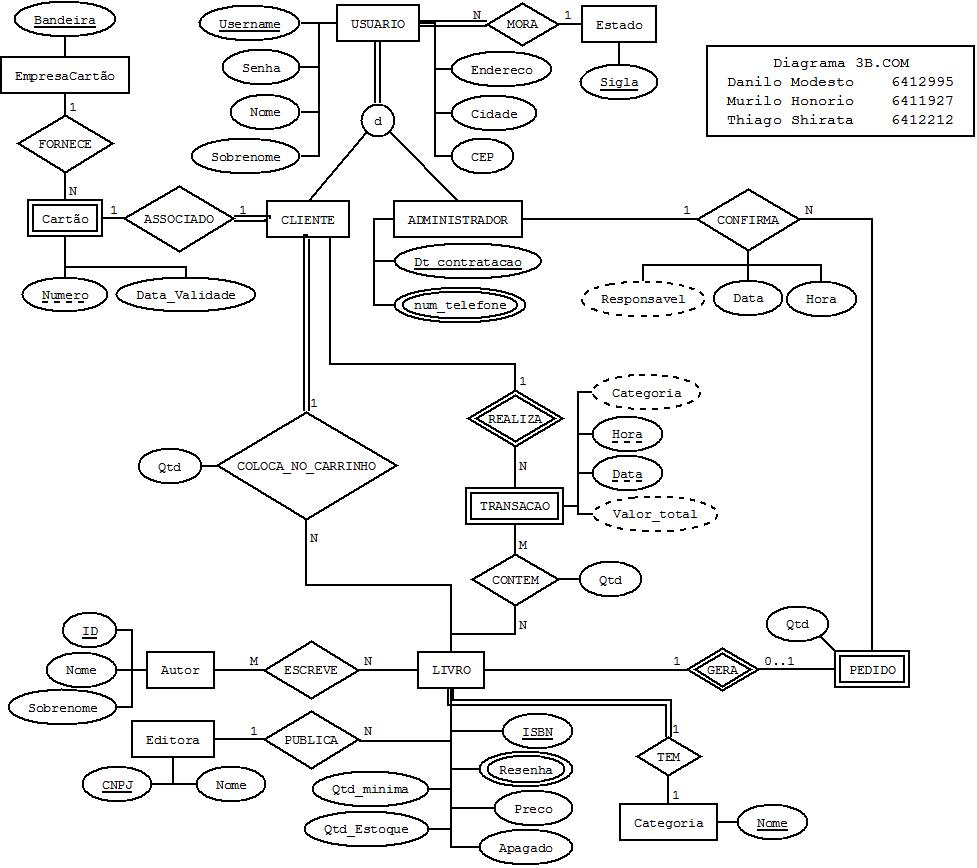 Bandeira
Username
USUARIO
N
MORA
1
Estado
EmpresaCartão
Senha
Endereco
Sigla
Diagrama 3B.COM
Danilo Modesto 6412995
Murilo Honorio 6411927
Thiago Shirata 6412212
1
Nome
d
Cidade
FORNECE
Sobrenome
CEP
N
Cartão
1
ASSOCIADO
1
CLIENTE
ADMINISTRADOR
1
CONFIRMA
N
Dt_contratacao
Numero
Data_Validade
num_telefone
Responsavel
Data
Hora
1
1
Categoria
REALIZA
Hora
Qtd
COLOCA_NO_CARRINHO
N
Data
TRANSACAO
Valor_total
N
M
CONTEM
Qtd
N
ID
Qtd
Nome
Autor
M
ESCREVE
N
LIVRO
1
GERA
0..1
PEDIDO
Sobrenome
Editora
1
PUBLICA
N
ISBN
1
TEM
CNPJ
Nome
Resenha
Qtd_minima
1
Preco
Qtd_Estoque
Categoria
Nome
Apagado